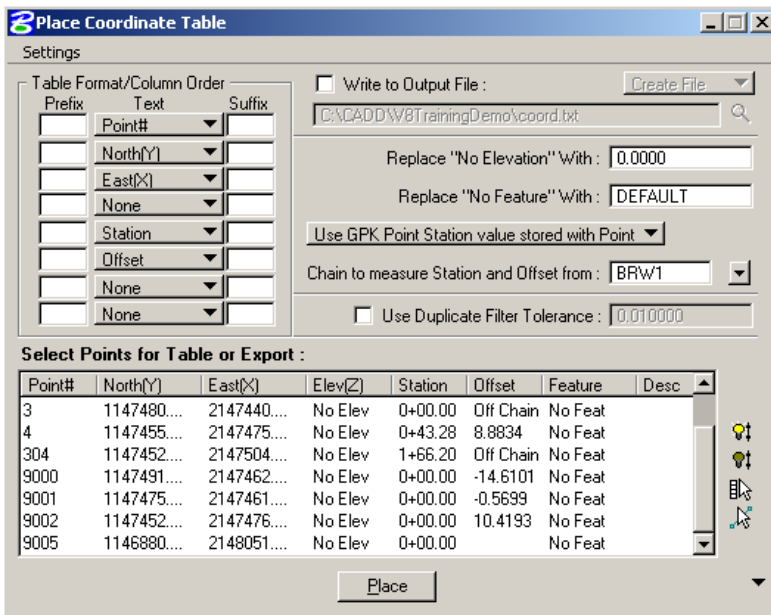 Place Coordinate Table
Settings
Table Format/Column Order
Prefix Text Suffix
Point#
North(Y)
East(X)
None
Station
Offset
None
None
Write to Output File :
Create File
C:\CADD\V8TrainingDemo\coord.txt
Replace "No Elevation" With : 0.0000
Replace "No Feature" With : DEFAULT
Use GPK Point Station value stored with Point
Chain to measure Station and Offset from : BRW1
Use Duplicate Filter Tolerance : 0.010000
Select Points for Table or Export :
Point# North(Y) East(X) Elev(Z) Station Offset Feature Desc
3 1147480.... 2147440.... No Elev 0+00.00 Off Chain No Feat
4 1147455.... 2147475.... No Elev 0+43.28 8.8834 No Feat
304 1147452.... 2147504.... No Elev 1+66.20 Off Chain No Feat
9000 1147491.... 2147462.... No Elev 0+00.00 -14.6101 No Feat
9001 1147475.... 2147461.... No Elev 0+00.00 -0.5699 No Feat
9002 1147452.... 2147476.... No Elev 0+00.00 10.4193 No Feat
9005 1146880.... 2148051.... No Elev 0+00.00 No Feat
Place